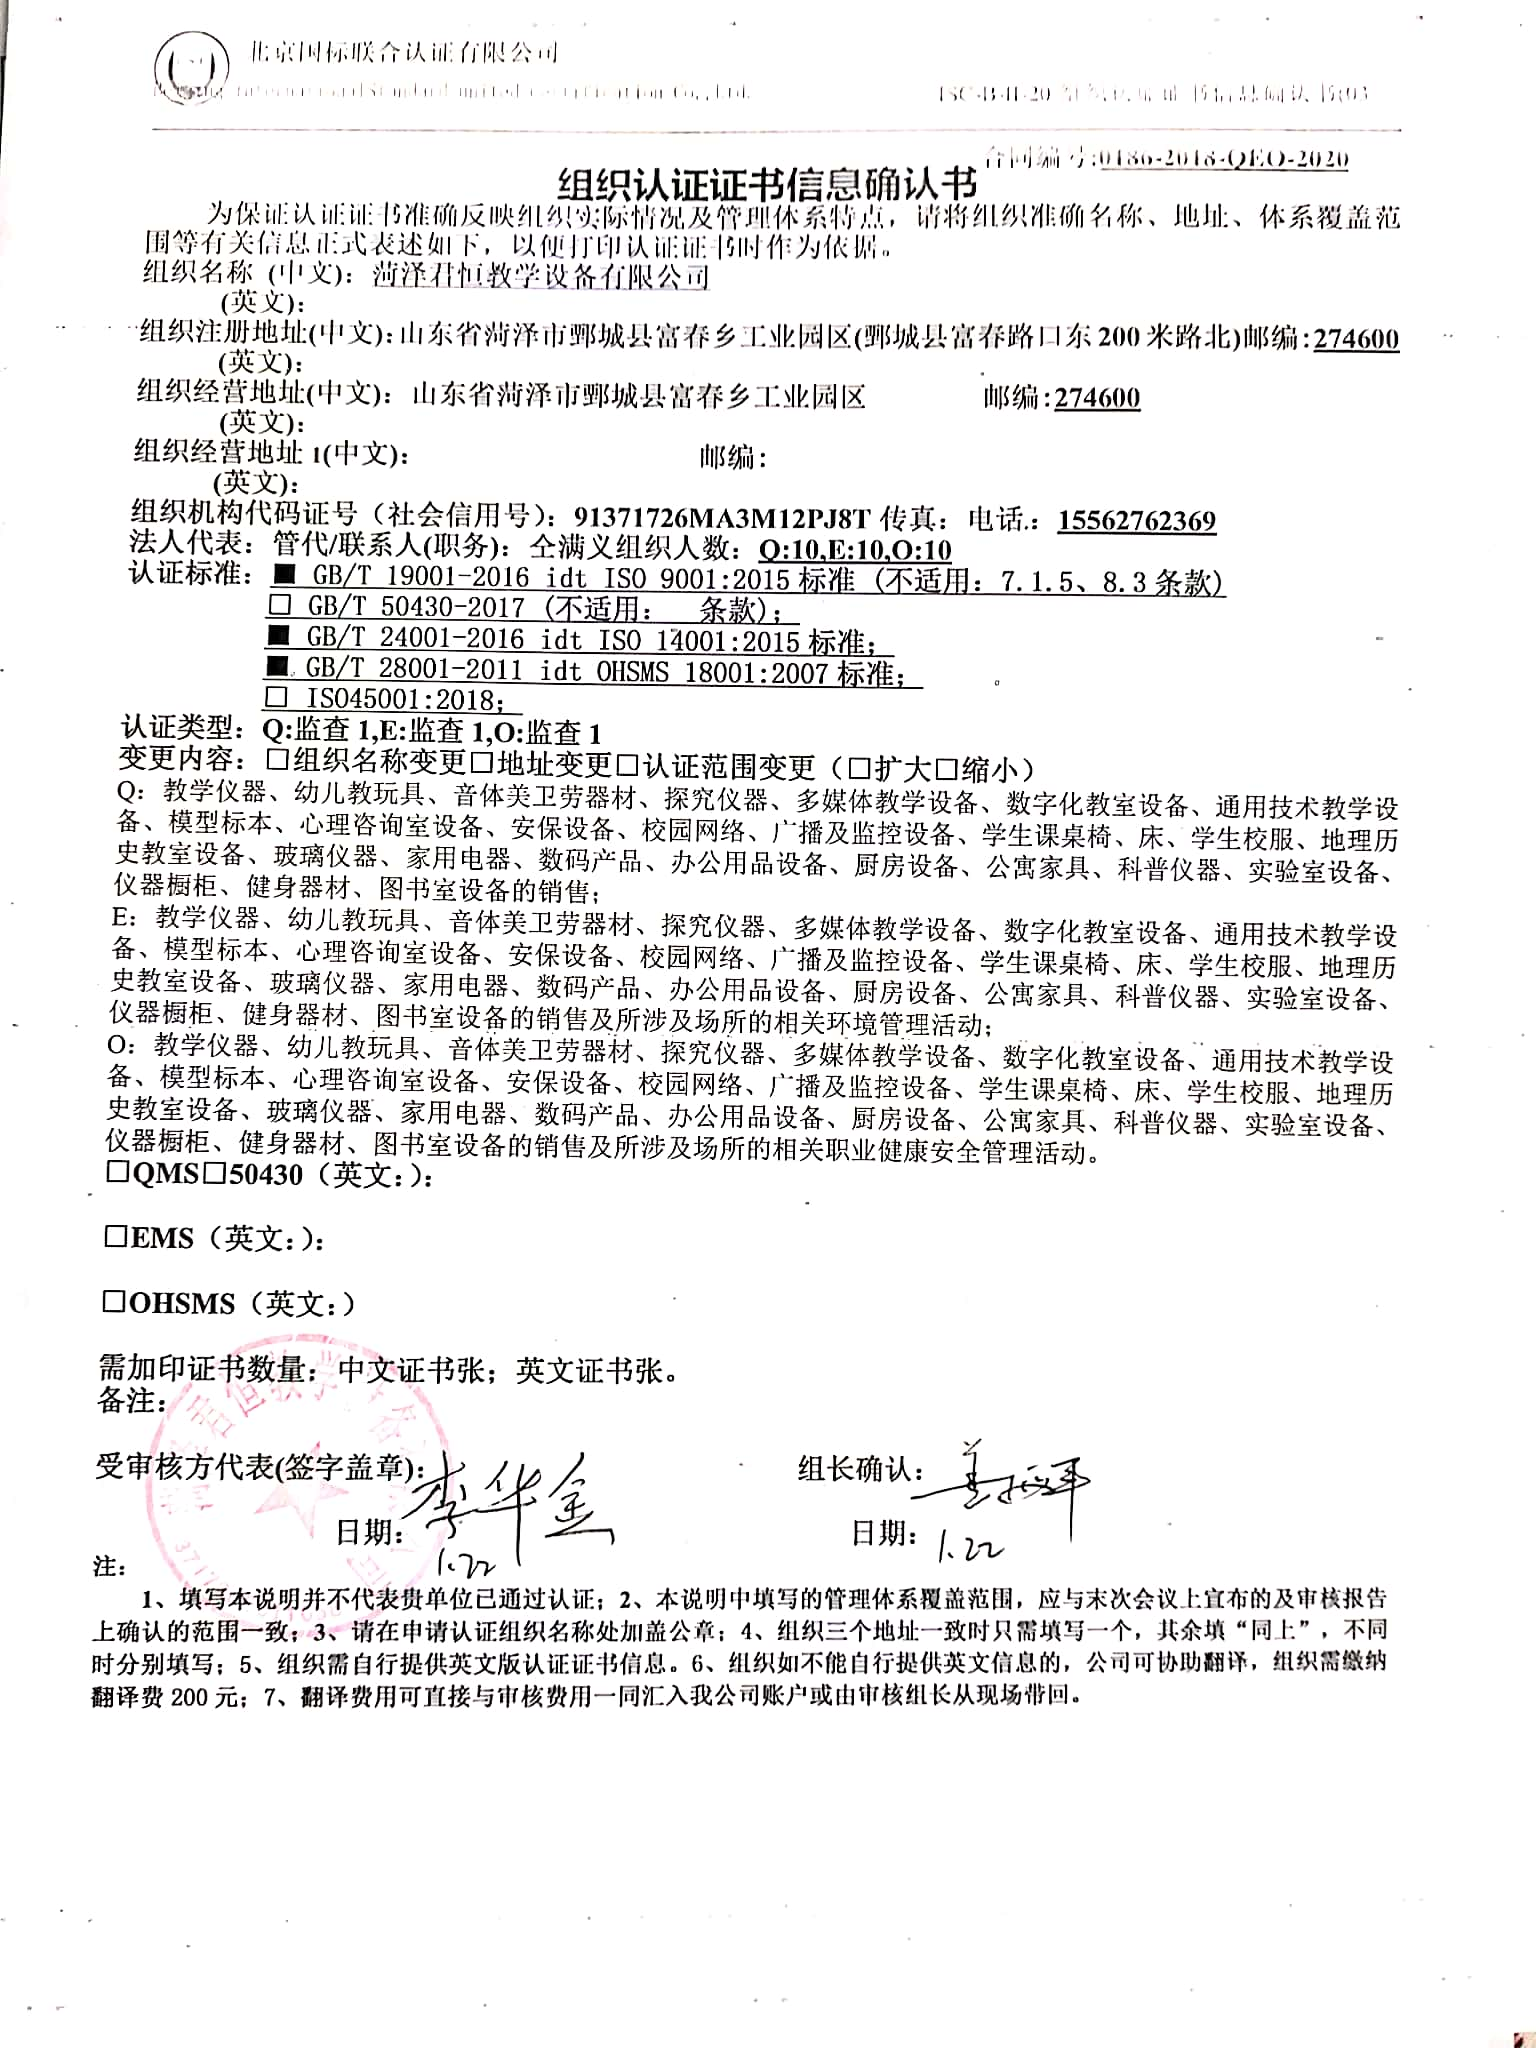 北京国标联合认证有限公司
合同编号:0186-2018-QEO-2020
组织认证证书信息确认书
为保证认证证书准确反映组织实际情况及管理体系特点，请将组织准确名称、地址、体系覆盖范
围等有关信息正式表述如下，以便打印认证证书时作为依据。
组织名称 (中文)：菏泽君恒教学设备有限公司
(英文)：
组织注册地址(中文)：山东省菏泽市鄄城县富春乡工业园区(鄄城县富春路口东200米路北)邮编:274600
(英文)：
组织经营地址(中文)：山东省菏泽市鄄城县富春乡工业园区 邮编:274600
(英文)：
组织经营地址1(中文)： 邮编：
(英文)：
组织机构代码证号（社会信用号）：91371726MA3M12PJ8T 传真： 电话.：15562762369
法人代表： 管代/联系人(职务)： 仝满义组织人数：Q:10,E:10,O:10
认证标准：■ GB/T 19001-2016 idt ISO 9001:2015标准 (不适用：7.1.5、8.3条款)
□ GB/T 50430-2017 (不适用： 条款)；
■ GB/T 24001-2016 idt ISO 14001:2015标准；
■ GB/T 28001-2011 idt OHSMS 18001:2007标准；
□ ISO45001:2018；
认证类型：Q:监查1,E:监查1,O:监查1
变更内容：□组织名称变更□地址变更□认证范围变更（□扩大□缩小）
Q：教学仪器、幼儿教玩具、音体美卫劳器材、探究仪器、多媒体教学设备、数字化教室设备、通用技术教学设
备、模型标本、心理咨询室设备、安保设备、校园网络、广播及监控设备、学生课桌椅、床、学生校服、地理历
史教室设备、玻璃仪器、家用电器、数码产品、办公用品设备、厨房设备、公寓家具、科普仪器、实验室设备、
仪器橱柜、健身器材、图书室设备的销售；
E：教学仪器、幼儿教玩具、音体美卫劳器材、探究仪器、多媒体教学设备、数字化教室设备、通用技术教学设
备、模型标本、心理咨询室设备、安保设备、校园网络、广播及监控设备、学生课桌椅、床、学生校服、地理历
史教室设备、玻璃仪器、家用电器、数码产品、办公用品设备、厨房设备、公寓家具、科普仪器、实验室设备、
仪器橱柜、健身器材、图书室设备的销售及所涉及场所的相关环境管理活动；
O：教学仪器、幼儿教玩具、音体美卫劳器材、探究仪器、多媒体教学设备、数字化教室设备、通用技术教学设
备、模型标本、心理咨询室设备、安保设备、校园网络、广播及监控设备、学生课桌椅、床、学生校服、地理历
史教室设备、玻璃仪器、家用电器、数码产品、办公用品设备、厨房设备、公寓家具、科普仪器、实验室设备、
仪器橱柜、健身器材、图书室设备的销售及所涉及场所的相关职业健康安全管理活动。
□QMS□50430（英文：）：
□EMS（英文：）：
□OHSMS（英文：）
需加印证书数量：中文证书张；英文证书张。
备注：
受审核方代表(签字盖章)：李华金 组长确认：
日期：1.22 日期：1.22
注：
1、填写本说明并不代表贵单位已通过认证；2、本说明中填写的管理体系覆盖范围，应与末次会议上宣布的及审核报告
上确认的范围一致；3、请在申请认证组织名称处加盖公章；4、组织三个地址一致时只需填写一个，其余填“同上”，不同
时分别填写；5、组织需自行提供英文版认证证书信息。6、组织如不能自行提供英文信息的，公司可协助翻译，组织需缴纳
翻译费200元；7、翻译费用可直接与审核费用一同汇入我公司账户或由审核组长从现场带回。